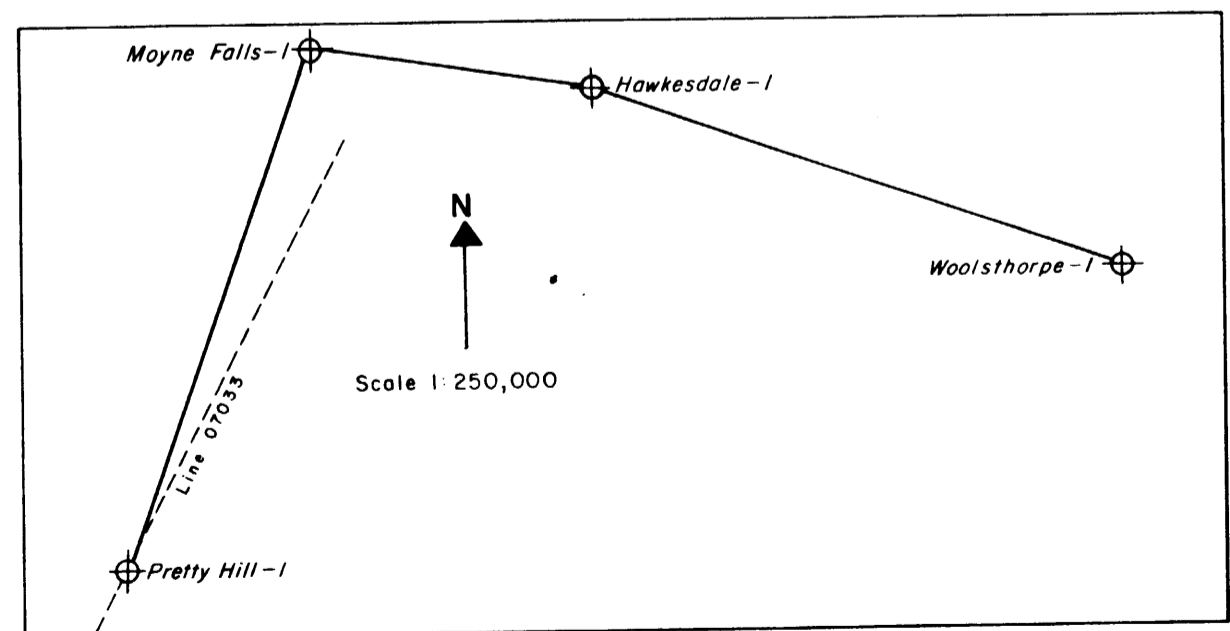 Moyne Falls-1
Hawkesdale-1
N
Woolsthorpe-1
Scale 1:250,000
Line 07033
Pretty Hill-1